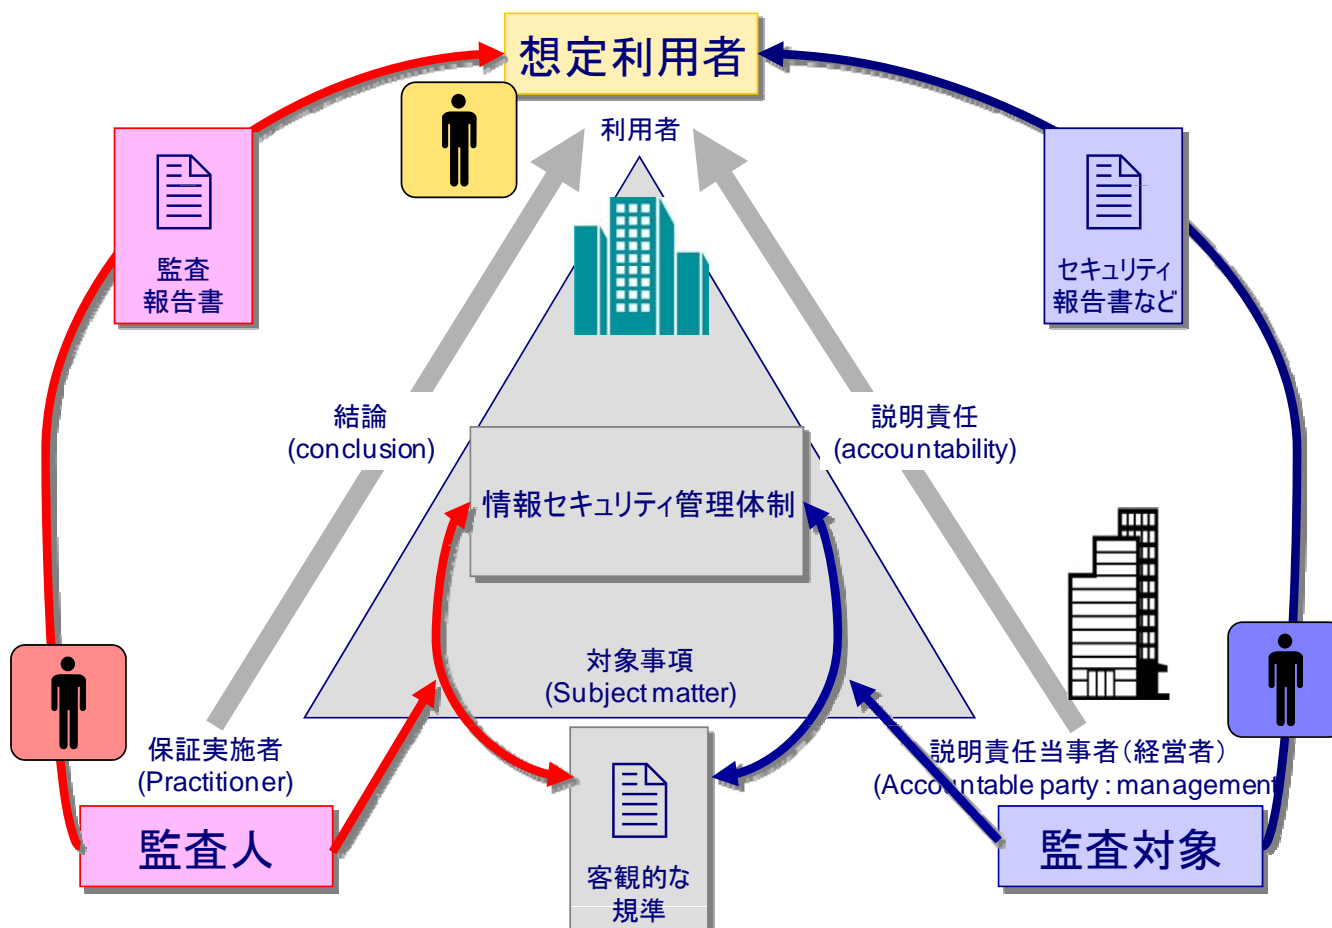 想定利用者
利用者
監査
報告書
セキュリティ
報告書など
結論
(conclusion)
説明責任
(accountability)
情報セキュリティ管理体制
対象事項
(Subject matter)
保証実施者
(Practitioner)
説明責任当事者（経営者）
(Accountable party : management
監査人
監査対象
客観的な
規準